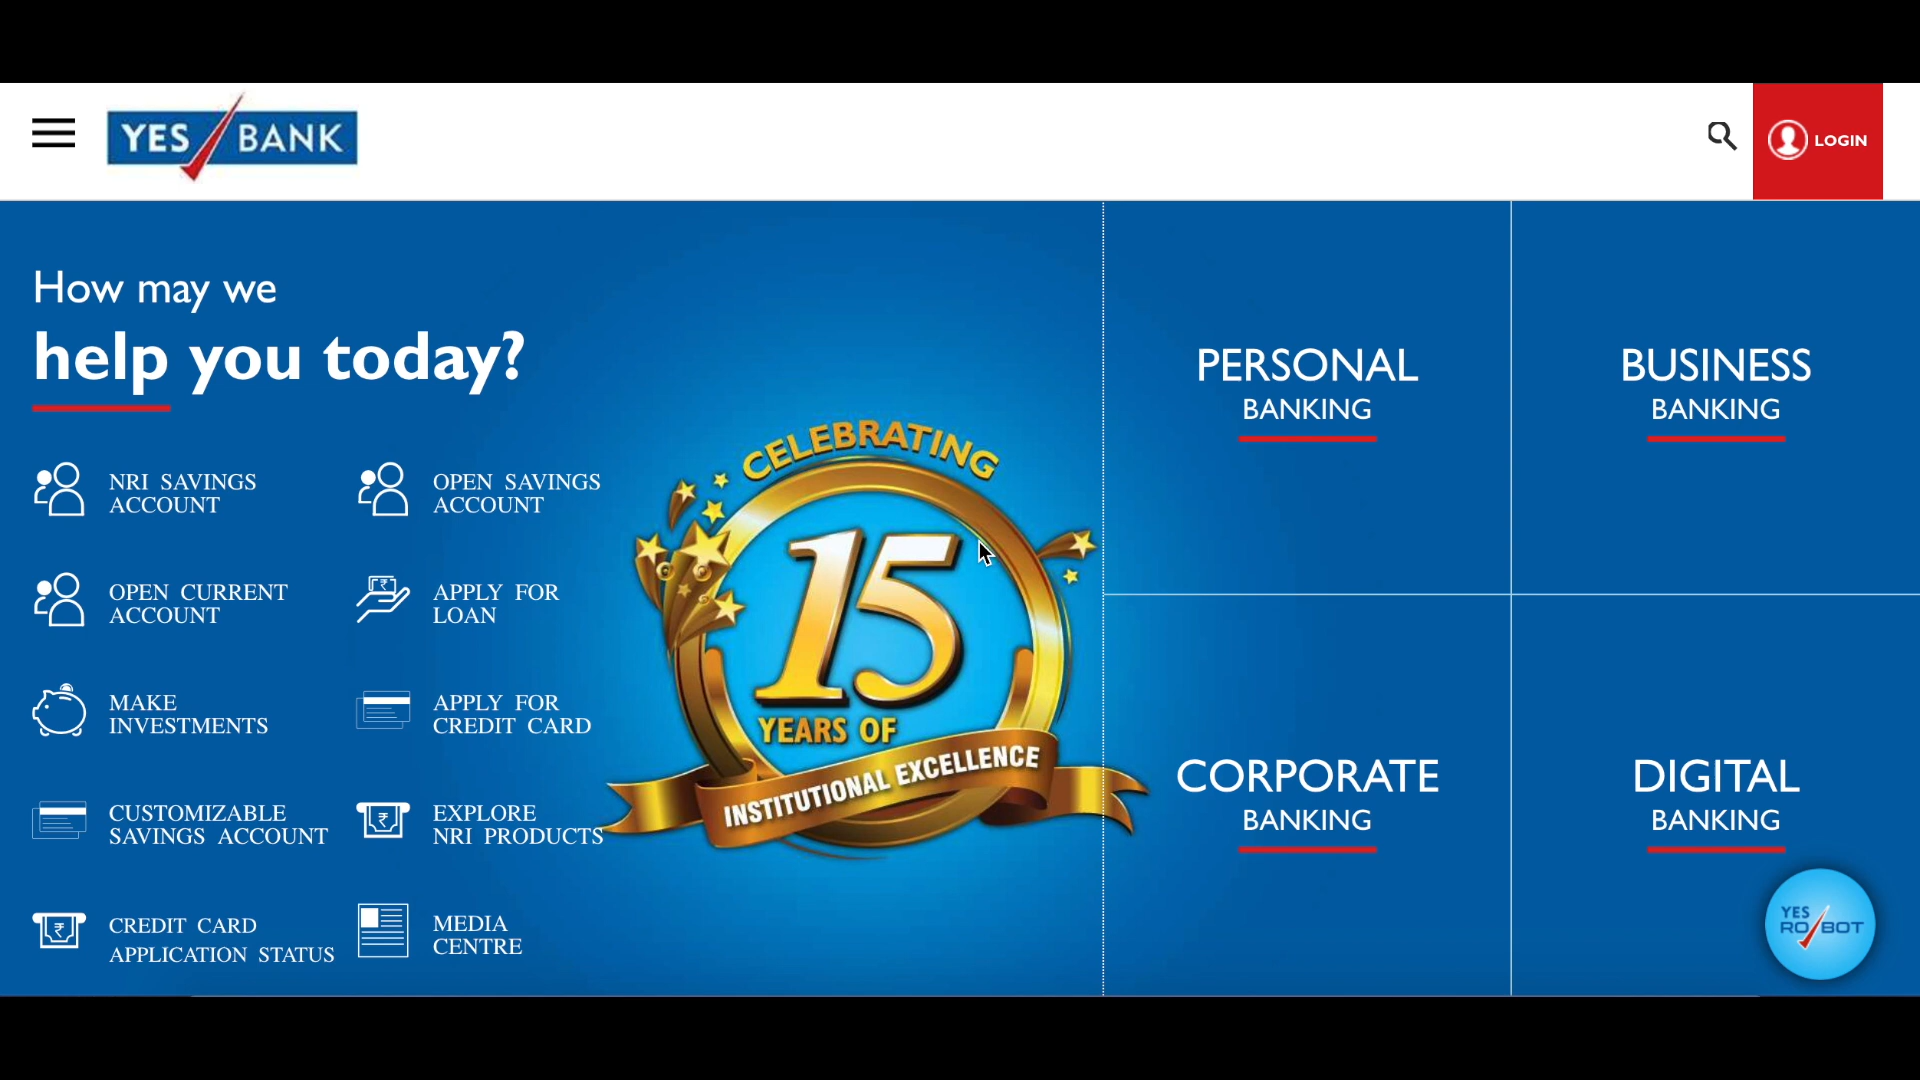 YES BANK
LOGIN
How may we
help you today?
NRI SAVINGS
ACCOUNT
OPEN SAVINGS
ACCOUNT
OPEN CURRENT
ACCOUNT
APPLY FOR
LOAN
MAKE
INVESTMENTS
APPLY FOR
CREDIT CARD
CUSTOMIZABLE
SAVINGS ACCOUNT
EXPLORE
NRI PRODUCTS
CREDIT CARD
APPLICATION STATUS
MEDIA
CENTRE
CELEBRATING
15
YEARS OF
INSTITUTIONAL EXCELLENCE
PERSONAL
BANKING
BUSINESS
BANKING
CORPORATE
BANKING
DIGITAL
BANKING
YES
ROBOT